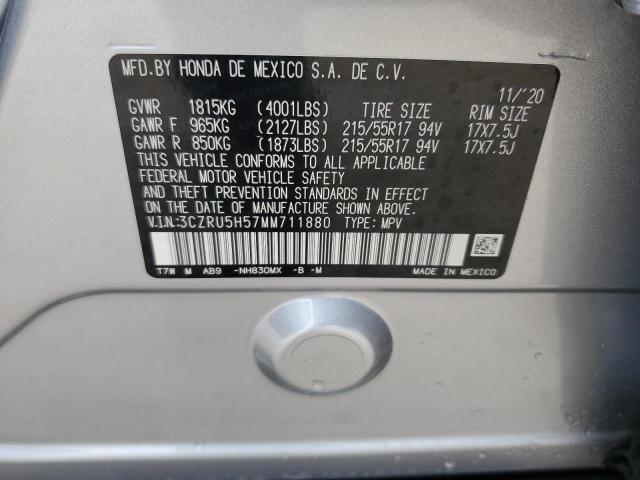 MFD.BY HONDA DE MEXICO S.A. DE C.V.
11/'20
GVWR 1815KG (4001LBS) TIRE SIZE RIM SIZE
GAWR F 965KG (2127LBS) 215/55R17 94V 17X7.5J
GAWR R 850KG (1873LBS) 215/55R17 94V 17X7.5J
THIS VEHICLE CONFORMS TO ALL APPLICABLE
FEDERAL MOTOR VEHICLE SAFETY
AND THEFT PREVENTION STANDARDS IN EFFECT
ON THE DATE OF MANUFACTURE SHOWN ABOVE.
V.I.N:3CZRU5H57MM711880 TYPE: MPV
T7W M AB9 -NH830MX -B -M MADE IN MEXICO